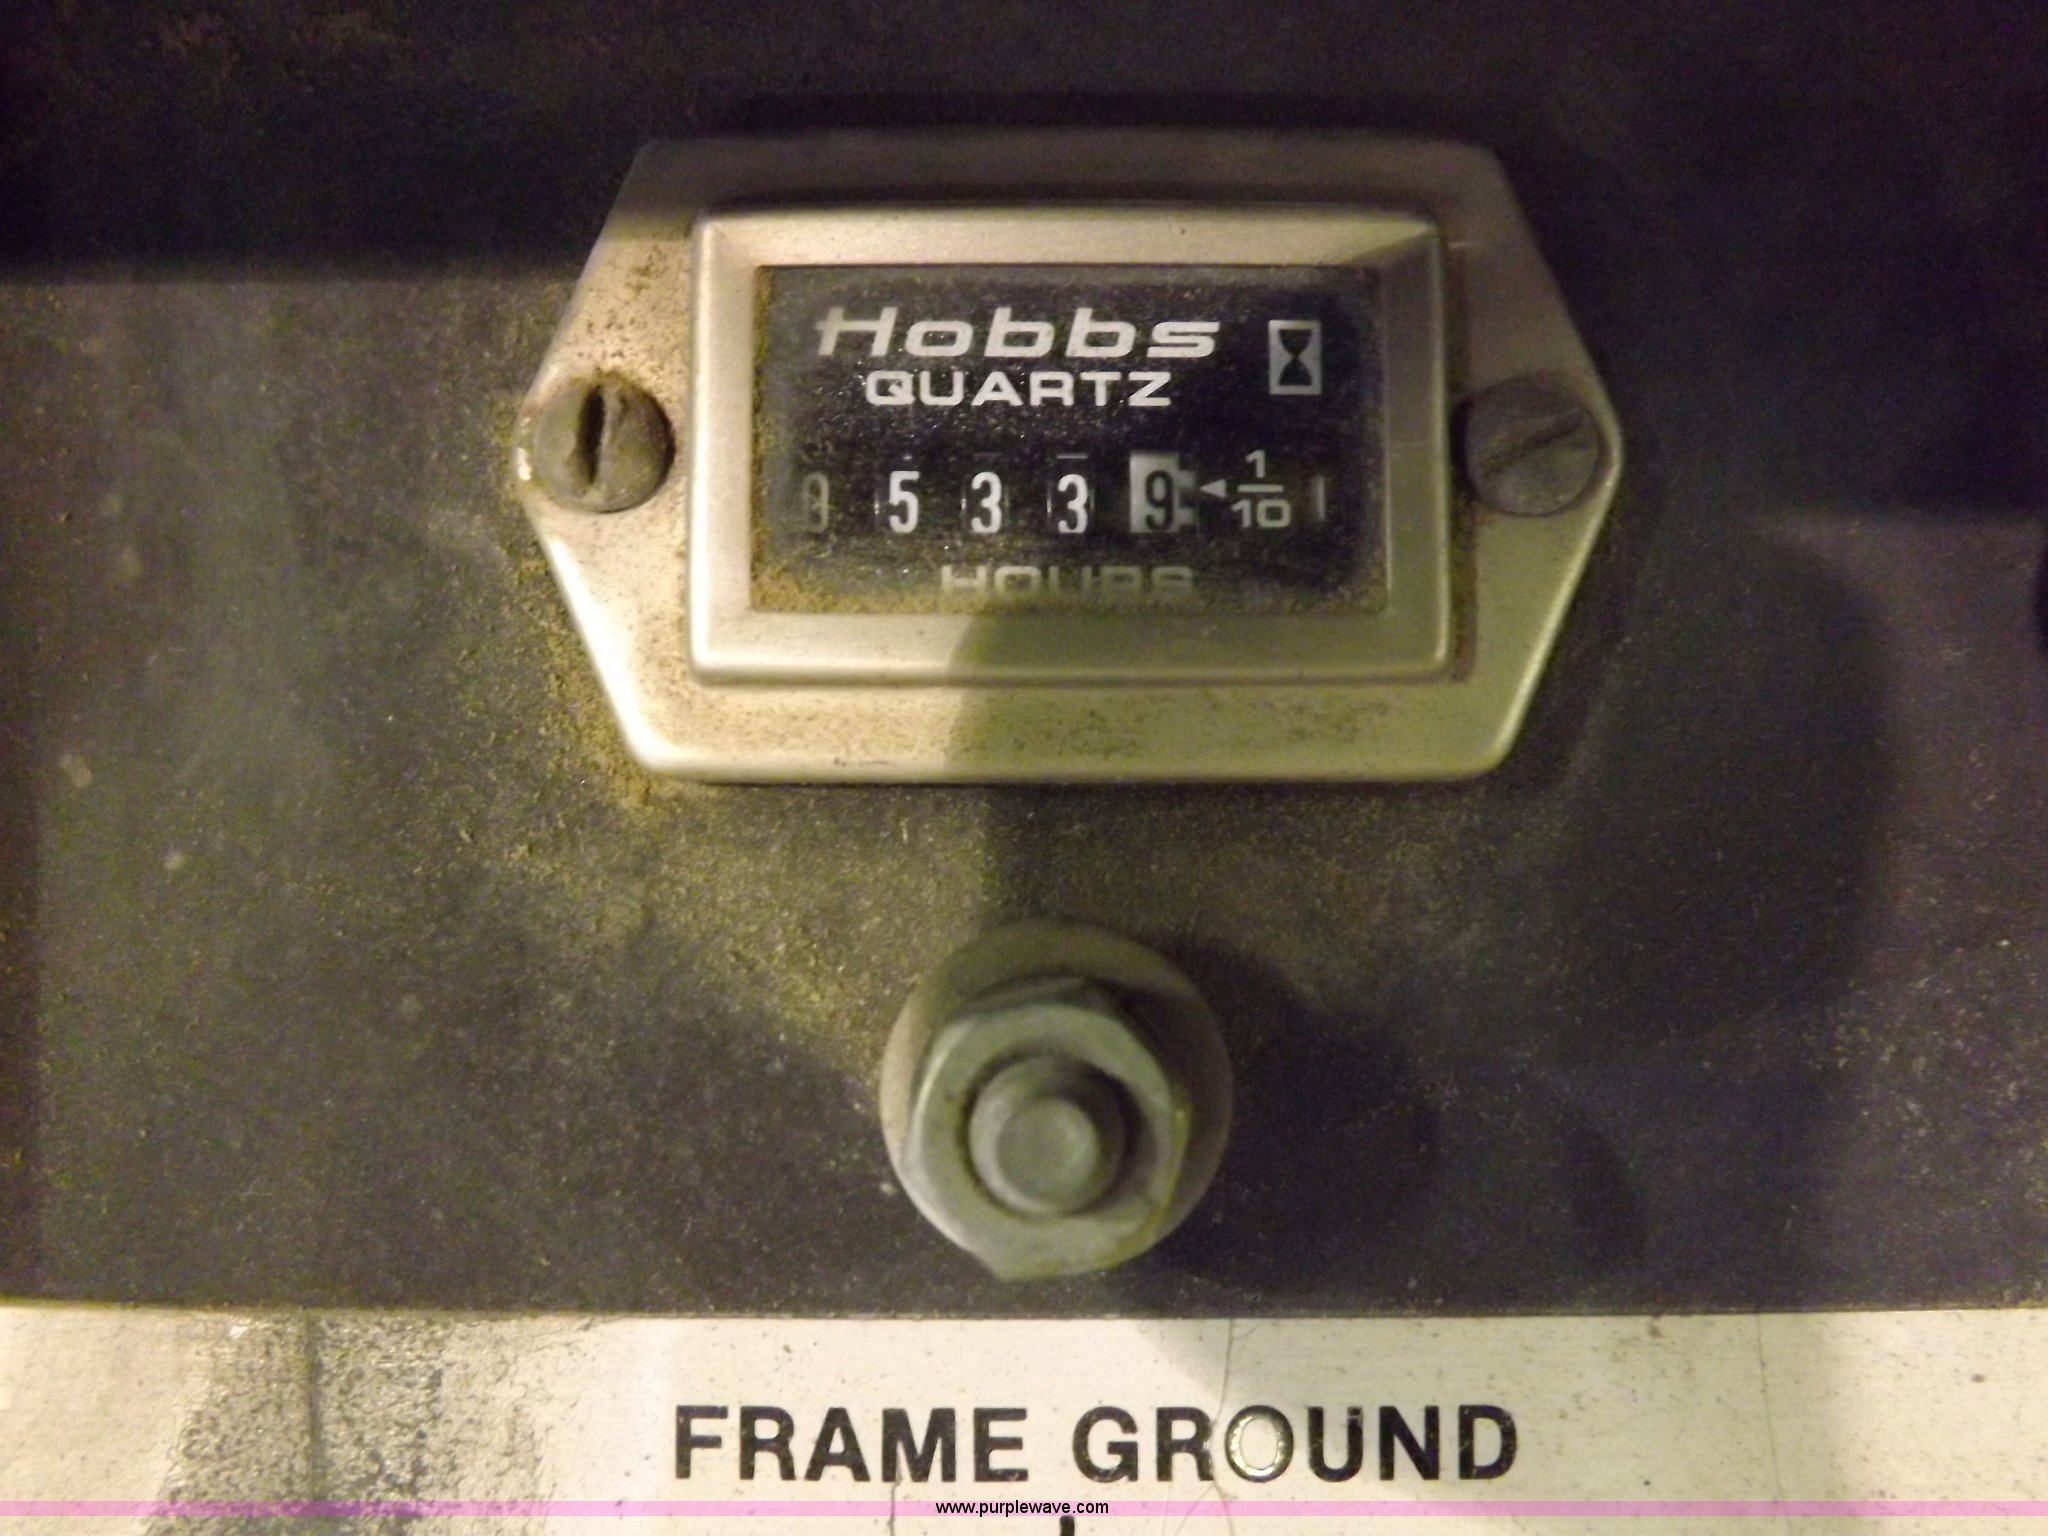 Hobbs
QUARTZ
0 5 3 3 9 1/10
HOURS
FRAME GROUND
www.purplewave.com